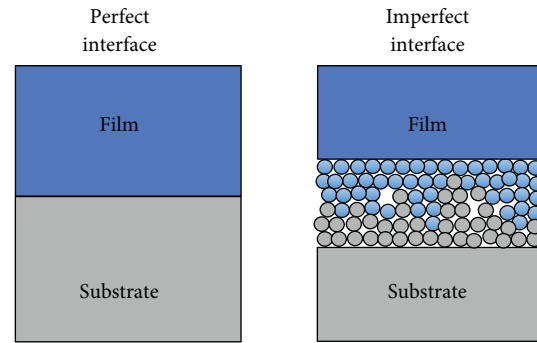 Perfect
interface
Film
Substrate
Imperfect
interface
Film
Substrate